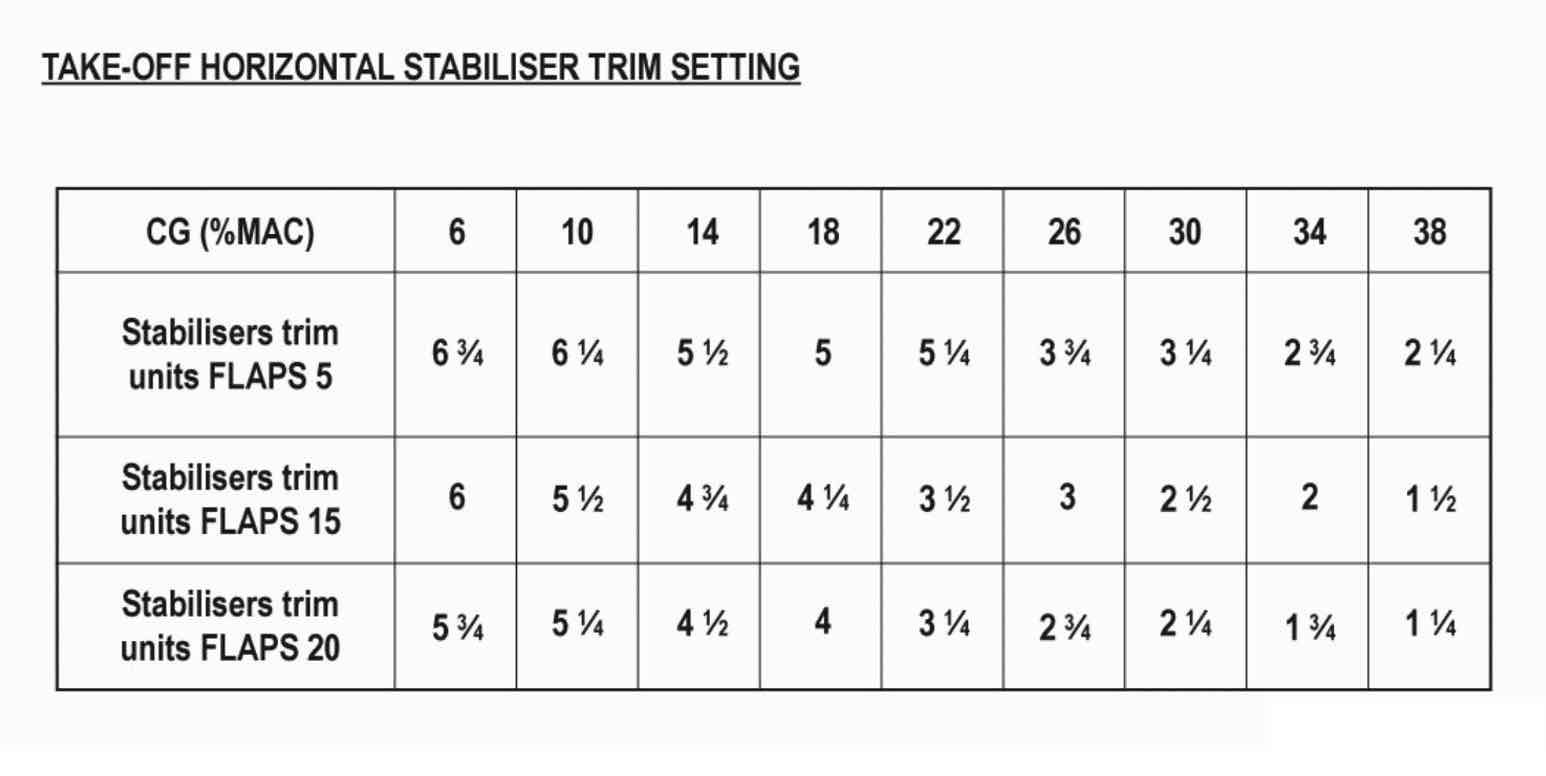 TAKE-OFF HORIZONTAL STABILISER TRIM SETTING
CG (%MAC) 6 10 14 18 22 26 30 34 38
Stabilisers trim
units FLAPS 5 6 ¾ 6 ¼ 5 ½ 5 5 ¼ 3 ¾ 3 ¼ 2 ¾ 2 ¼
Stabilisers trim
units FLAPS 15 6 5 ½ 4 ¾ 4 ¼ 3 ½ 3 2 ½ 2 1 ½
Stabilisers trim
units FLAPS 20 5 ¾ 5 ¼ 4 ½ 4 3 ¼ 2 ¾ 2 ¼ 1 ¾ 1 ¼